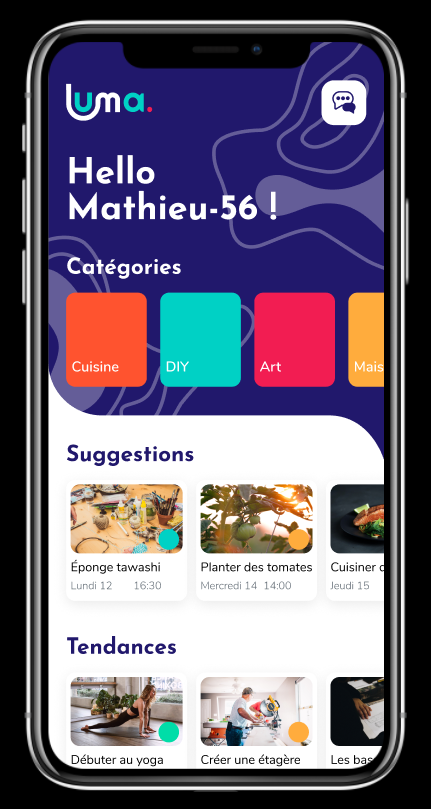 luma.
Hello
Mathieu-56 !
Catégories
Cuisine
DIY
Art
Mais
Suggestions
Éponge tawashi
Lundi 12 16:30
Planter des tomates
Mercredi 14 14:00
Cuisiner
Jeudi 15
Tendances
Débuter au yoga
Créer une étagère
Les bas